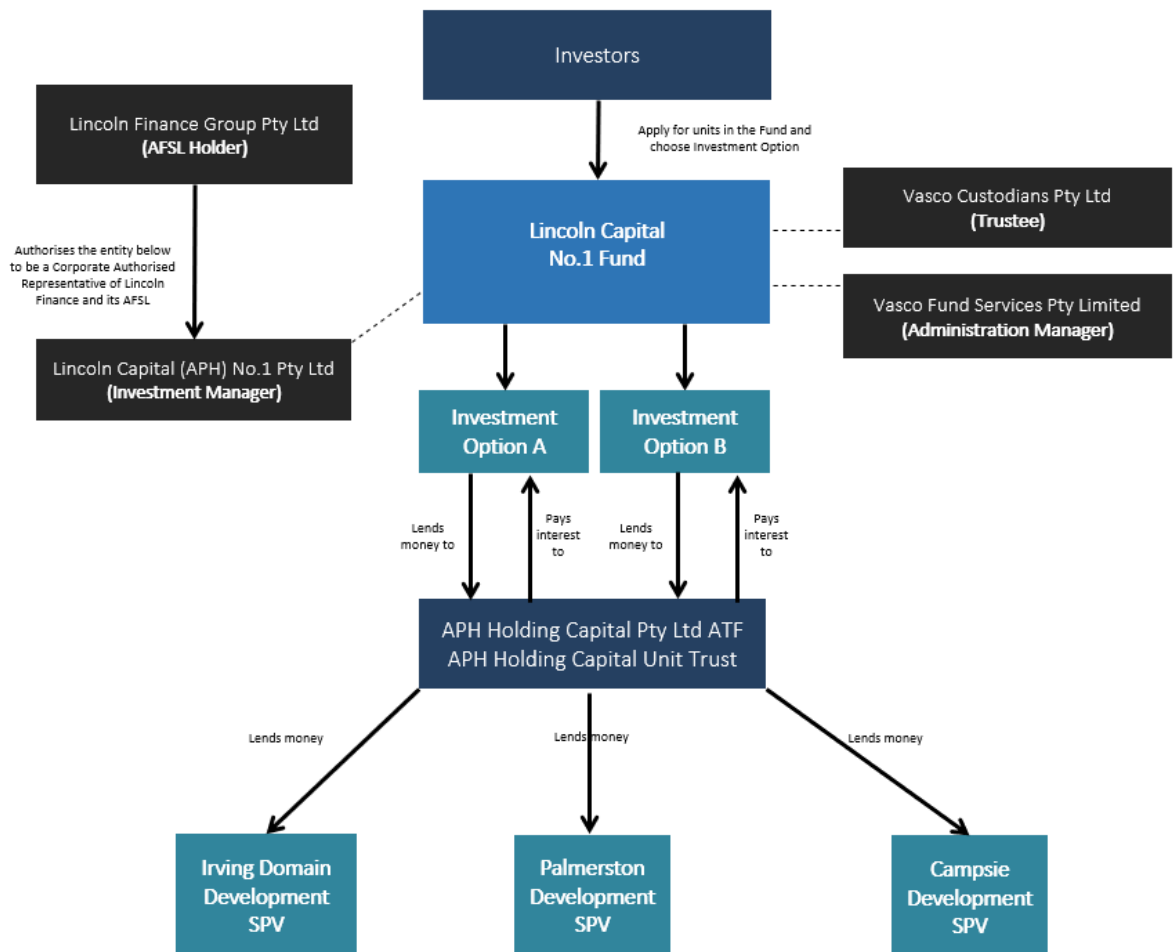 Investors
Lincoln Finance Group Pty Ltd
(AFSL Holder)
Apply for units in the Fund and
choose Investment Option
Vasco Custodians Pty Ltd
(Trustee)
Lincoln Capital
No.1 Fund
Authorises the entity below
to be a Corporate Authorised
Representative of Lincoln
Finance and its AFSL
Vasco Fund Services Pty Limited
(Administration Manager)
Lincoln Capital (APH) No.1 Pty Ltd
(Investment Manager)
Investment
Option A
Investment
Option B
Lends
money to
Pays
interest
to
Lends
money to
Pays
interest
to
APH Holding Capital Pty Ltd ATF
APH Holding Capital Unit Trust
Lends money
Lends money
Lends money
Irving Domain
Development
SPV
Palmerston
Development
SPV
Campsie
Development
SPV